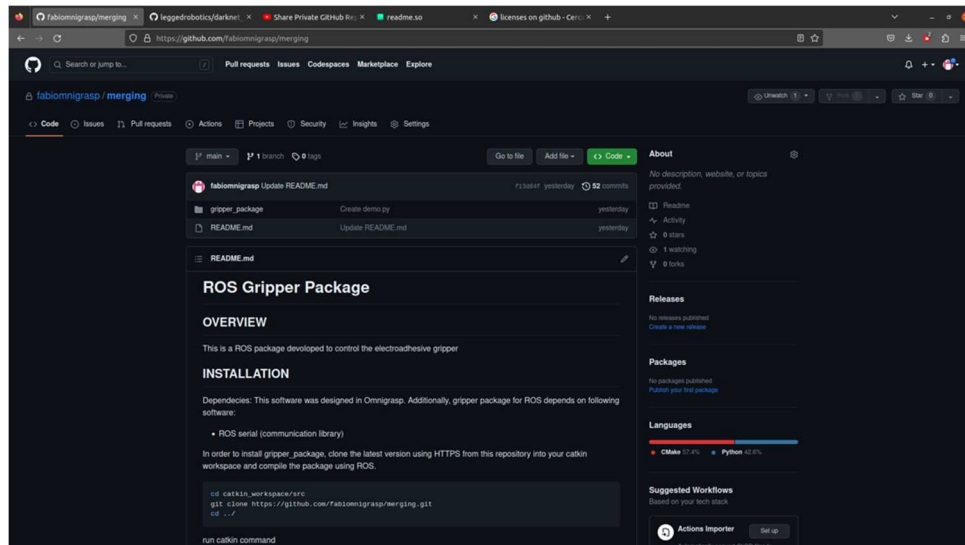 fabiomnigrasp/merging
leggedrobotics/darknet_
Share Private GitHub Re
readme.so
licenses on github - Cerc
https://github.com/fabiomnigrasp/merging
Search or jump to...
Pull requests Issues Codespaces Marketplace Explore
fabiomnigrasp / merging Private
Unwatch 1
Star 0
Code Issues Pull requests Actions Projects Security Insights Settings
main 1 branch 0 tags
Go to file Add file Code
fabiomnigrasp Update README.md yesterday 52 commits
gripper_package Create demo.py yesterday
README.md Update README.md yesterday
README.md
ROS Gripper Package
OVERVIEW
This is a ROS package devoloped to control the electroadhesive gripper
INSTALLATION
Dependecies: This software was designed in Omnigrasp. Additionally, gripper package for ROS depends on following
software:
ROS serial (communication library)
In order to install gripper_package, clone the latest version using HTTPS from this repository into your catkin
workspace and compile the package using ROS.
cd catkin_workspace/src
git clone https://github.com/fabiomnigrasp/merging.git
cd ../
run catkin command
About
No description, website, or topics
provided.
Readme
Activity
0 stars
1 watching
0 forks
Releases
No releases published
Create a new release
Packages
No packages published
Publish your first package
Languages
CMake 57.4% Python 42.6%
Suggested Workflows
Based on your tech stack
Actions Importer Set up